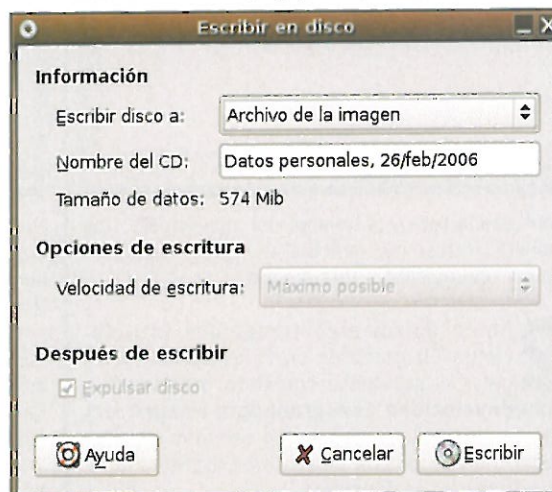 Escribir en disco
Información
Escribir disco a: Archivo de la imagen
Nombre del CD: Datos personales, 26/feb/2006
Tamaño de datos: 574 Mib
Opciones de escritura
Velocidad de escritura: Máximo posible
Después de escribir
Expulsar disco
Ayuda Cancelar Escribir